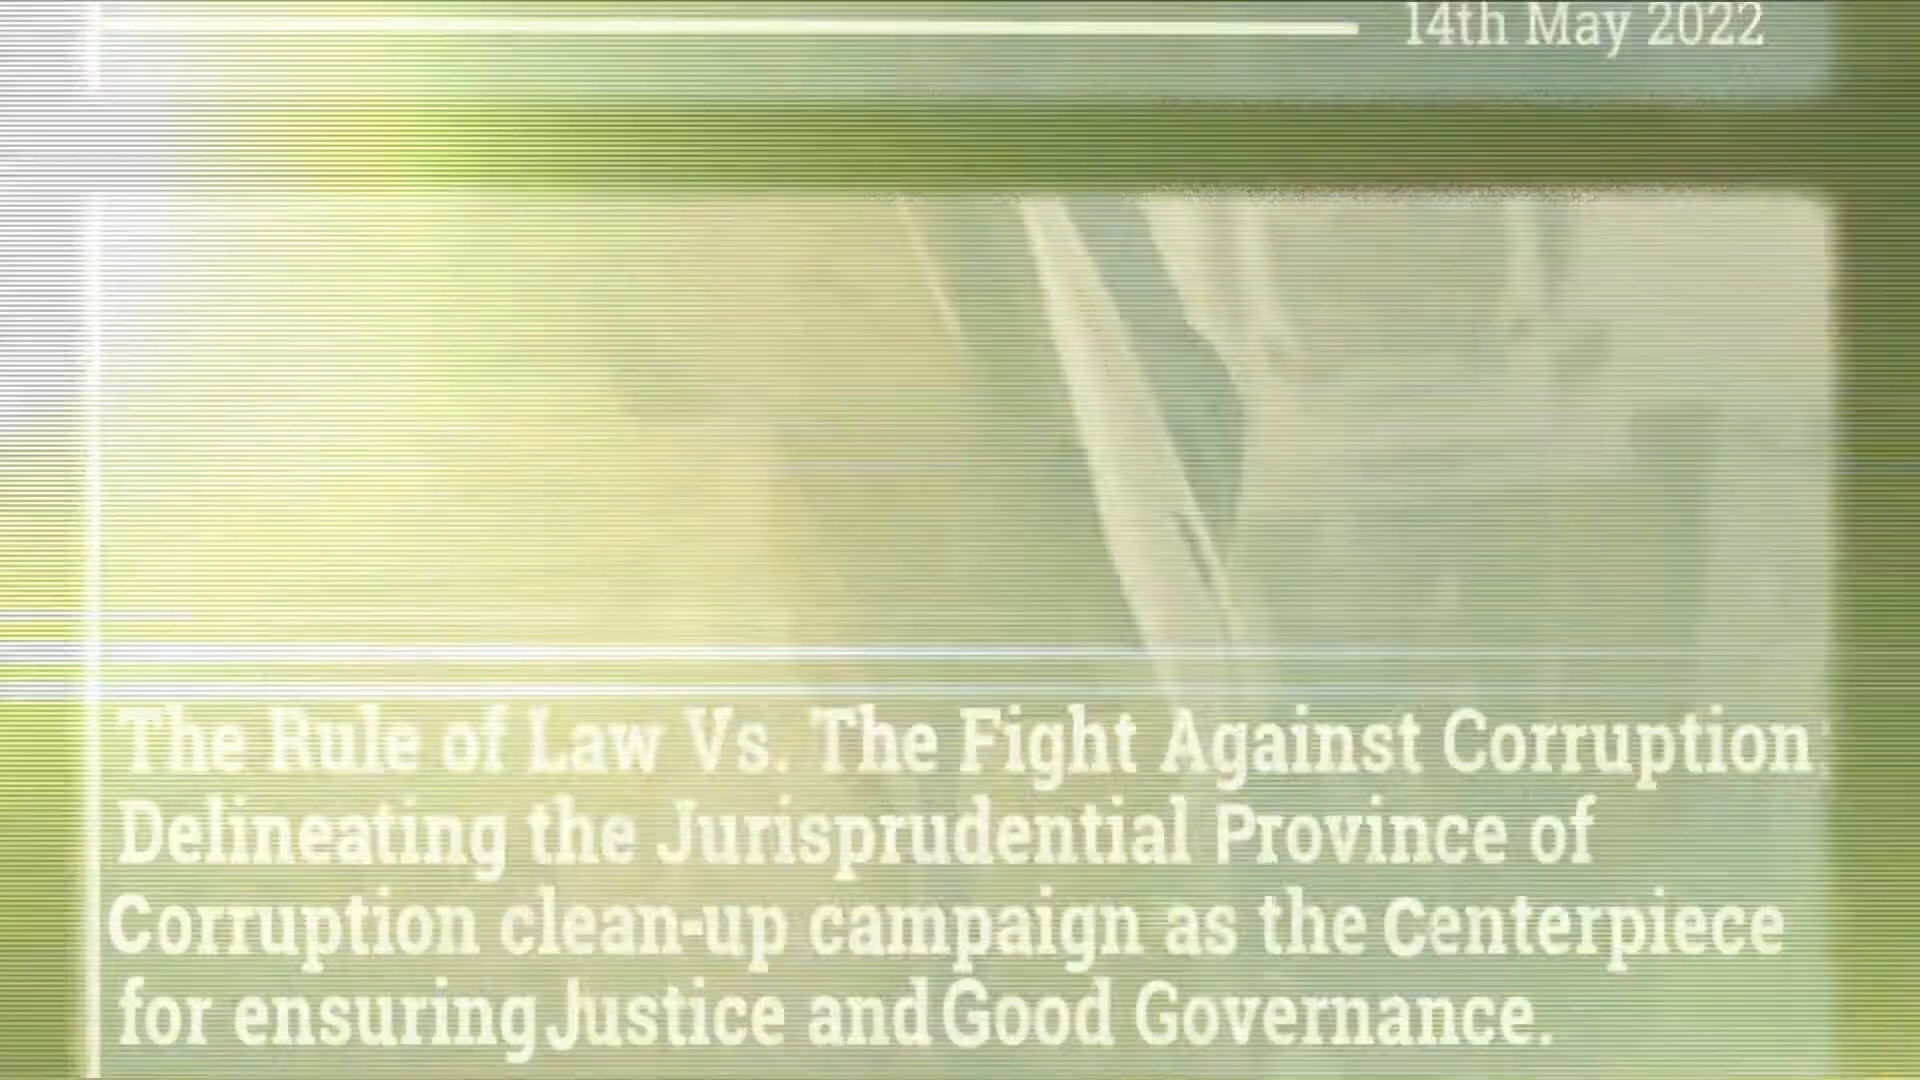 14th May 2022
The Rule of Law Vs. The Fight Against Corruption;
Delineating the Jurisprudential Province of
Corruption clean-up campaign as the Centerpiece
for ensuring Justice and Good Governance.